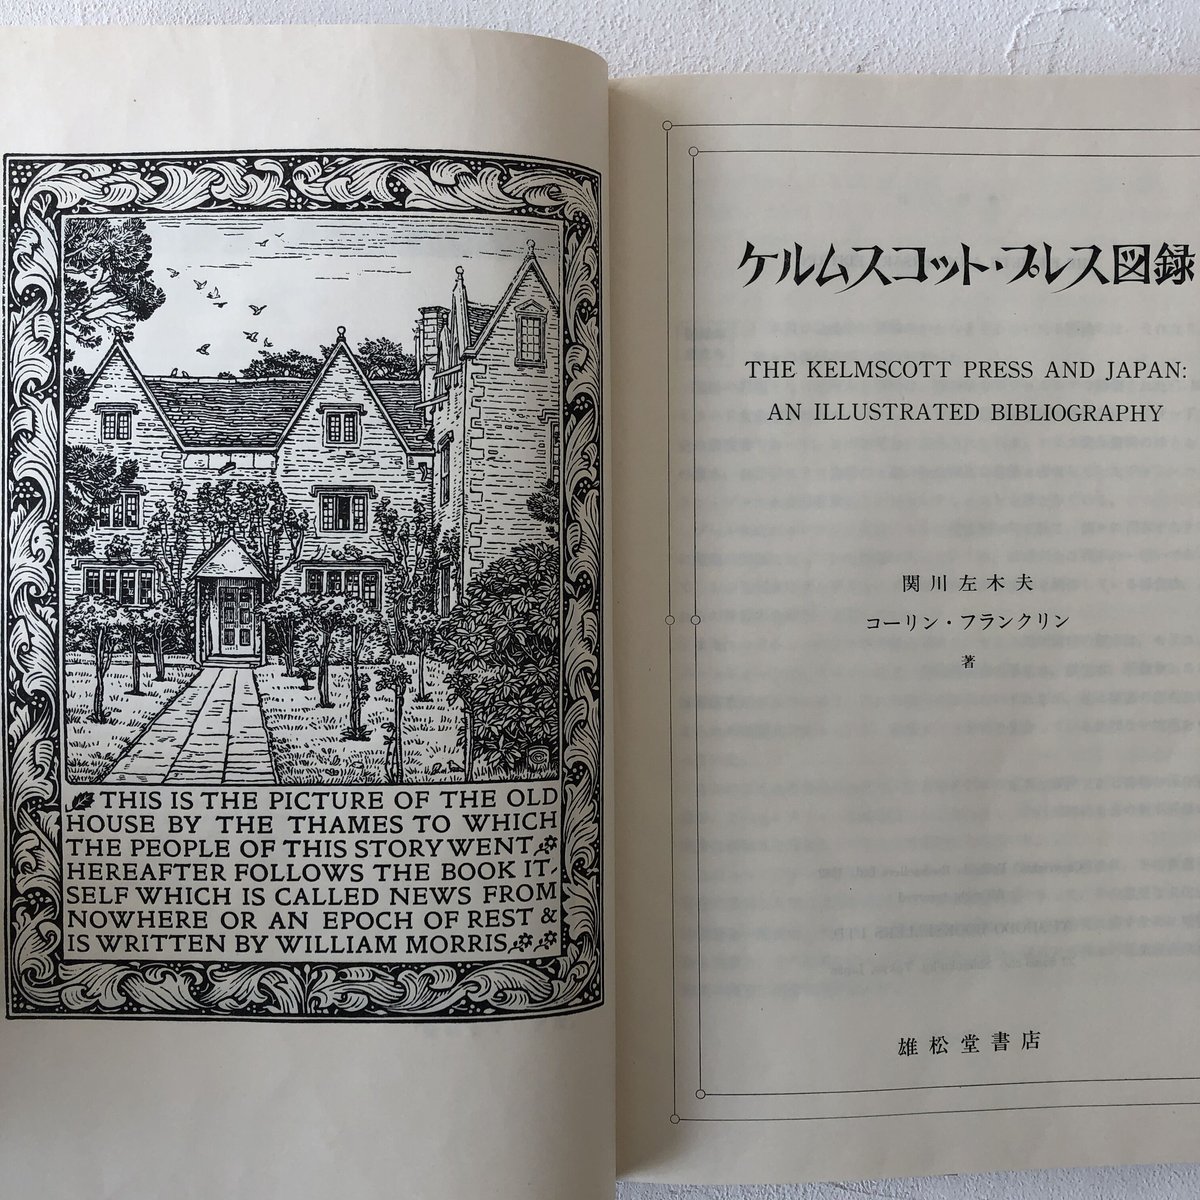 THIS IS THE PICTURE OF THE OLD
HOUSE BY THE THAMES TO WHICH
THE PEOPLE OF THIS STORY WENT
HEREAFTER FOLLOWS THE BOOK IT-
SELF WHICH IS CALLED NEWS FROM
NOWHERE OR AN EPOCH OF REST &
IS WRITTEN BY WILLIAM MORRIS
ケルムスコット・プレス図録
THE KELMSCOTT PRESS AND JAPAN:
AN ILLUSTRATED BIBLIOGRAPHY
関川左木夫
コーリン・フランクリン
著
雄松堂書店